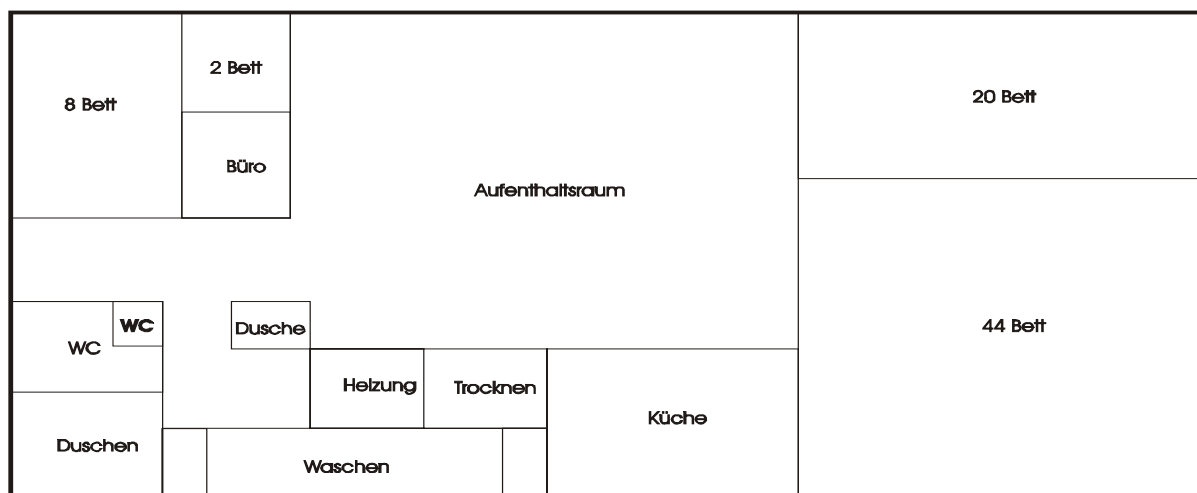 2 Bett
8 Bett
20 Bett
Büro
Aufenthaltsraum
WC
Dusche
44 Bett
WC
Heizung
Trocknen
Küche
Duschen
Waschen